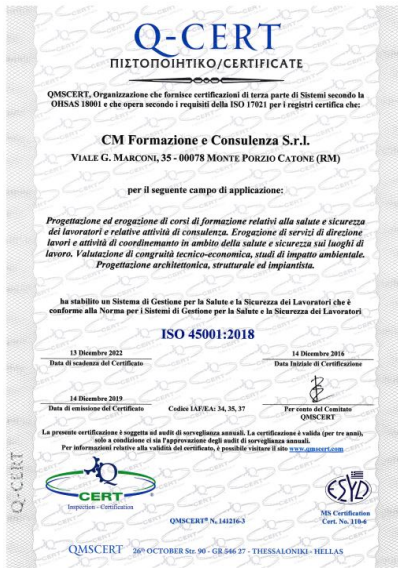 Q-CERT
ΠΙΣΤΟΠΟΙΗΤΙΚΟ/CERTIFICATE
QMSCERT, Organizzazione che fornisce certificazioni di terza parte di Sistemi secondo la
OHSAS 18001 e che opera secondo i requisiti della ISO 17021 per i registri certifica che:
CM Formazione e Consulenza S.r.l.
VIALE G. MARCONI, 35 - 00078 MONTE PORZIO CATONE (RM)
per il seguente campo di applicazione:
Progettazione ed erogazione di corsi di formazione relativi alla salute e sicurezza
dei lavoratori e relative attività di consulenza. Erogazione di servizi di direzione
lavori e attività di coordinemanto in ambito della salute e sicurezza sui luoghi di
lavoro. Valutazione di congruità tecnico-economica, studi di impatto ambientale.
Progettazione architettonica, strutturale ed impiantista.
ha stabilito un Sistema di Gestione per la Salute e la Sicurezza dei Lavoratori che è
conforme alla Norma per i Sistemi di Gestione per la Salute e la Sicurezza dei Lavoratori
ISO 45001:2018
13 Dicembre 2022
Data di scadenza del Certificato
14 Dicembre 2016
Data Iniziale di Certificazione
14 Dicembre 2019
Data di emissione del Certificato
Codice IAF/EA: 34, 35, 37
Per conto del Comitato
QMSCERT
La presente certificazione è soggetta ad audit di sorveglianza annuali. La certificazione è valida (per tre anni),
solo a condizione ci sia l'approvazione degli audit di sorveglianza annuali.
Per informazioni relative alla validità del certificato, è possibile visitare il sito www.qmscert.com
Q-CERT
Q
CERT
Inspection - Certification
ESYD
MS Certification
Cert. No. 110-6
QMSCERT® N. 141216-3
QMSCERT 26th OCTOBER Str. 90 - GR 546 27 - THESSALONIKI - HELLAS